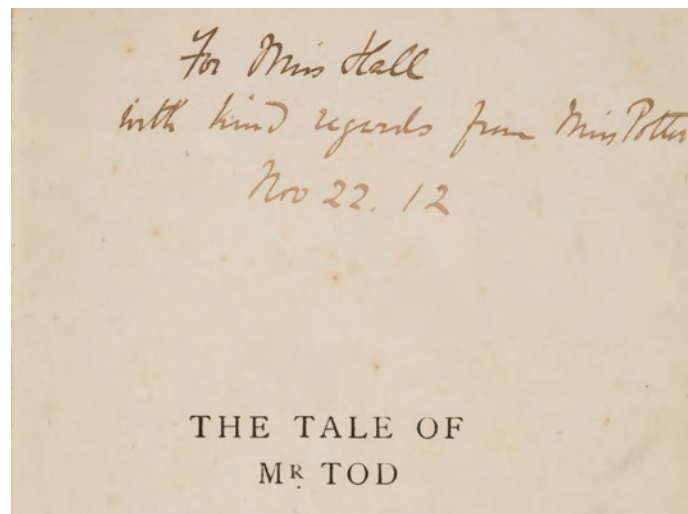 For Miss Hall
with kind regards from Miss Potter
Nov 22. 12
THE TALE OF
MR. TOD